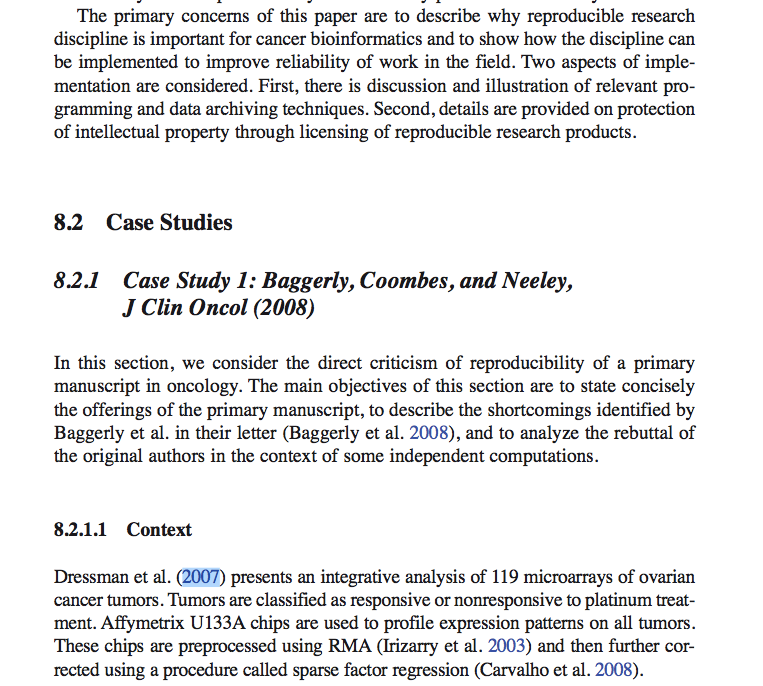 The primary concerns of this paper are to describe why reproducible research
discipline is important for cancer bioinformatics and to show how the discipline can
be implemented to improve reliability of work in the field. Two aspects of imple-
mentation are considered. First, there is discussion and illustration of relevant pro-
gramming and data archiving techniques. Second, details are provided on protection
of intellectual property through licensing of reproducible research products.
8.2 Case Studies
8.2.1 Case Study 1: Baggerly, Coombes, and Neeley,
J Clin Oncol (2008)
In this section, we consider the direct criticism of reproducibility of a primary
manuscript in oncology. The main objectives of this section are to state concisely
the offerings of the primary manuscript, to describe the shortcomings identified by
Baggerly et al. in their letter (Baggerly et al. 2008), and to analyze the rebuttal of
the original authors in the context of some independent computations.
8.2.1.1 Context
Dressman et al. (2007) presents an integrative analysis of 119 microarrays of ovarian
cancer tumors. Tumors are classified as responsive or nonresponsive to platinum treat-
ment. Affymetrix U133A chips are used to profile expression patterns on all tumors.
These chips are preprocessed using RMA (Irizarry et al. 2003) and then further cor-
rected using a procedure called sparse factor regression (Carvalho et al. 2008).